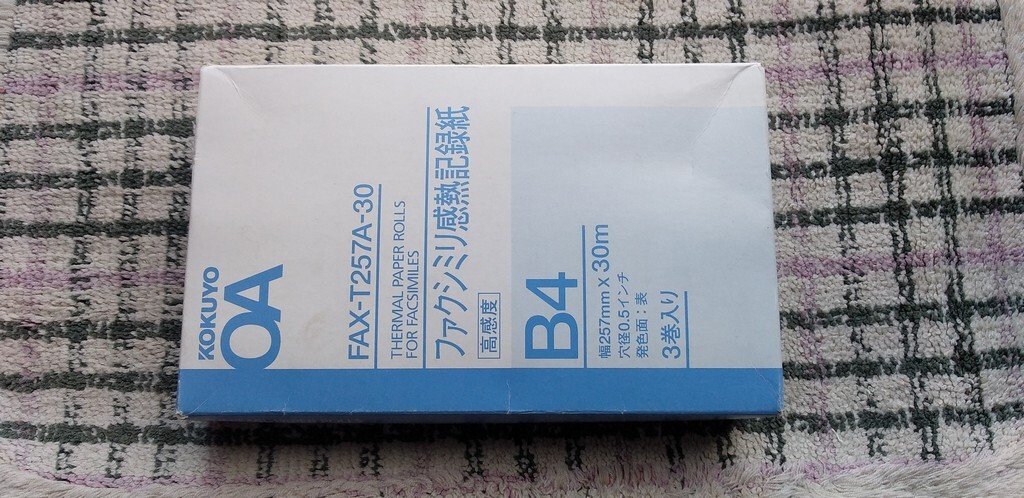 KOKUYO
OA
FAX-T257A-30
THERMAL PAPER ROLLS
FOR FACSIMILES
ファクシミリ感熱記録紙
高感度
B4
幅257mm X 30m
穴径0.5インチ
発色面：表
3巻入り